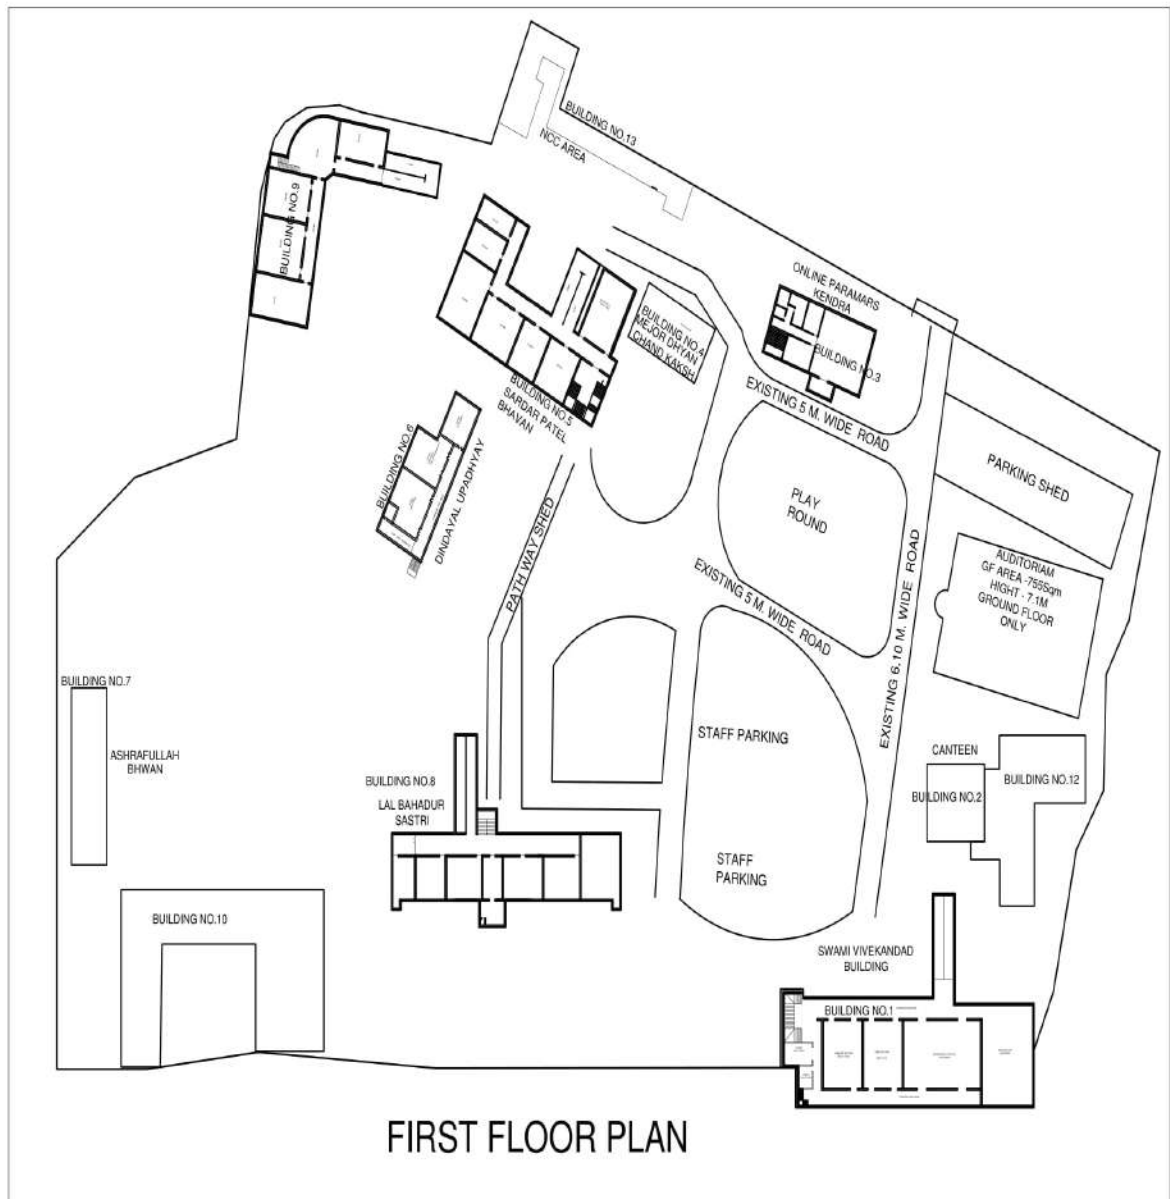 BUILDING NO.13
NCC AREA
BUILDING NO.9
ONLINE PARAMARS
KENDRA
BUILDING NO.3
BUILDING NO.4
MEJOR DHYAN
CHAND KAKSH
BUILDING NO.5
SARDAR PATEL
BHAVAN
EXISTING 5 M. WIDE ROAD
BUILDING NO.6
DINDAYAL UPADHYAY
PARKING SHED
PLAY
ROUND
PATH WAY SHED
AUDITORIAM
GF AREA -755Sqm
HIGHT - 7.1M
GROUND FLOOR
ONLY
EXISTING 5 M. WIDE ROAD
EXISTING 6.10 M. WIDE ROAD
BUILDING NO.7
ASHRAFULLAH
BHWAN
STAFF PARKING
CANTEEN
BUILDING NO.12
BUILDING NO.2
BUILDING NO.8
LAL BAHADUR
SASTRI
STAFF
PARKING
BUILDING NO.10
SWAMI VIVEKANDAD
BUILDING
BUILDING NO.1
FIRST FLOOR PLAN